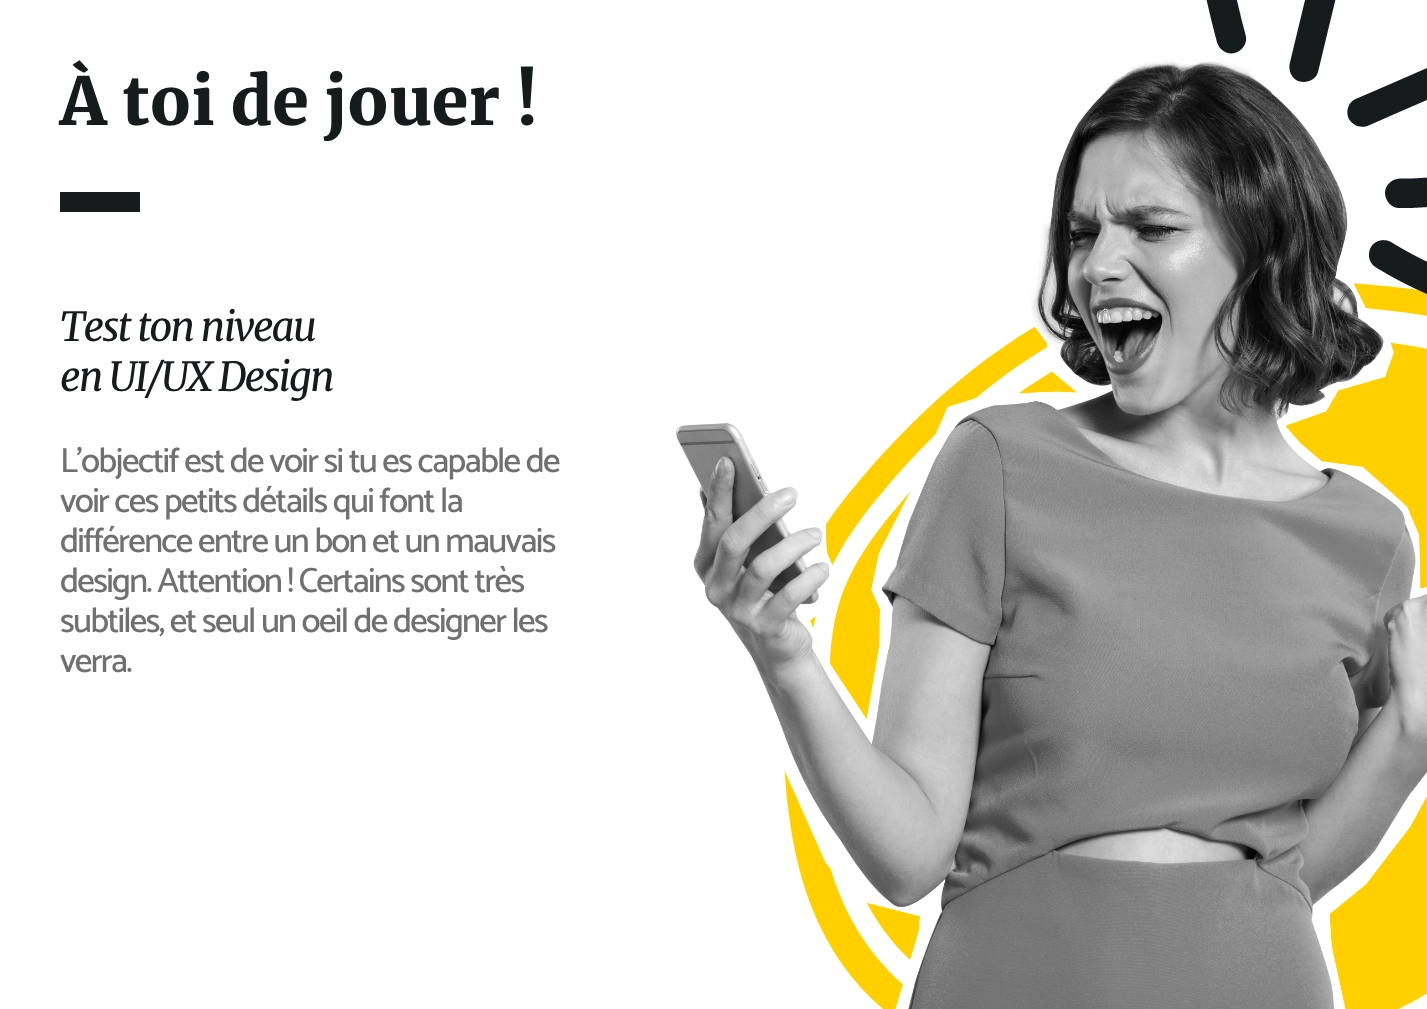 À toi de jouer !
Test ton niveau
en UI/UX Design
L’objectif est de voir si tu es capable de
voir ces petits détails qui font la
différence entre un bon et un mauvais
design. Attention ! Certains sont très
subtiles, et seul un oeil de designer les
verra.